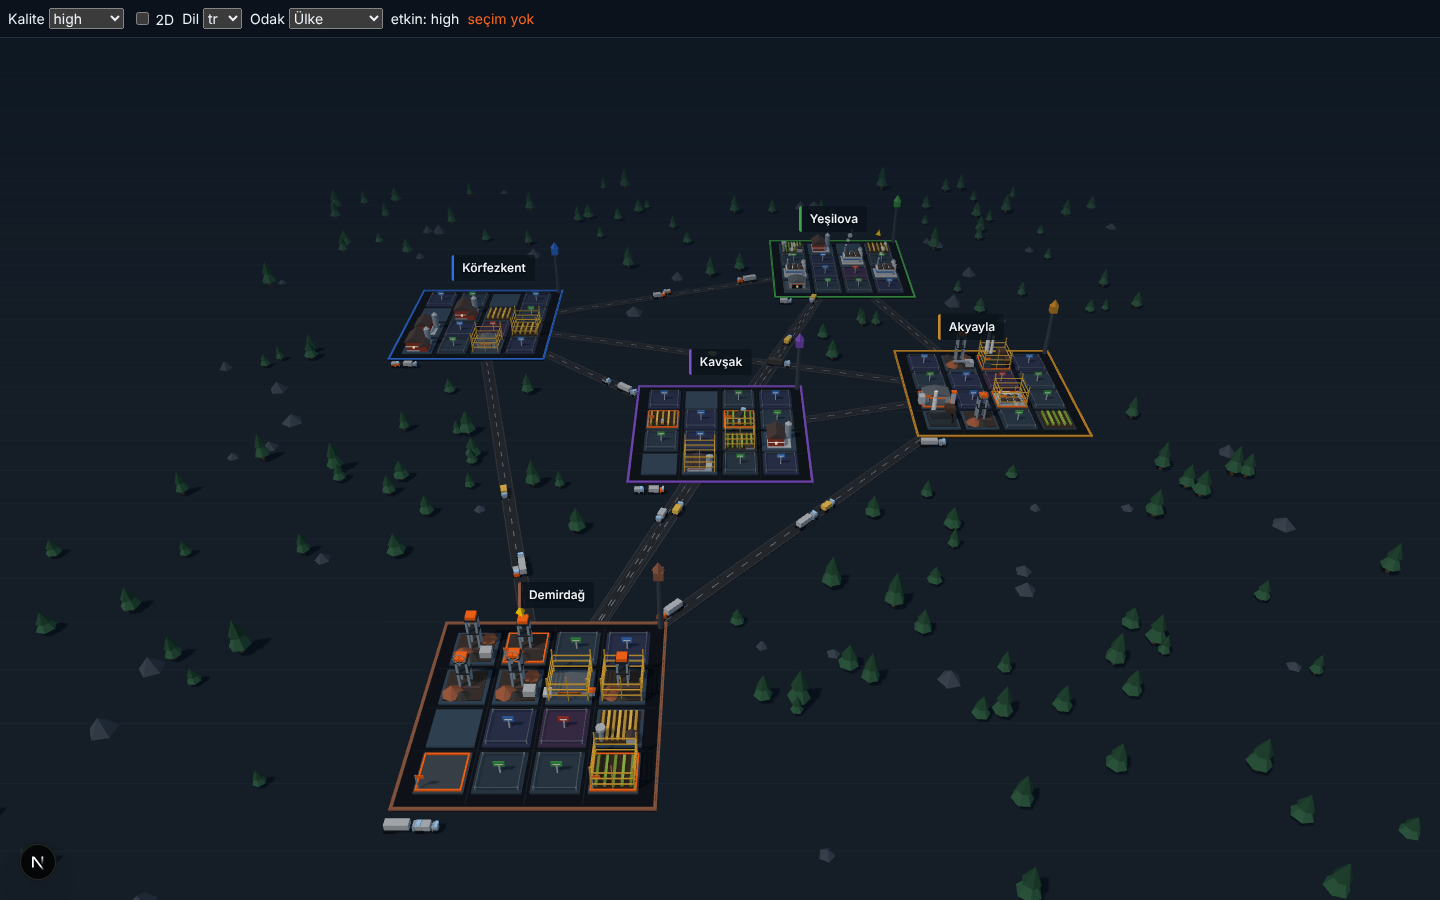 Kalite high 2D Dil tr Odak Ülke etkin: high seçim yok
Yeşilova
Körfezkent
Akyayla
Kavşak
Demirdağ
N